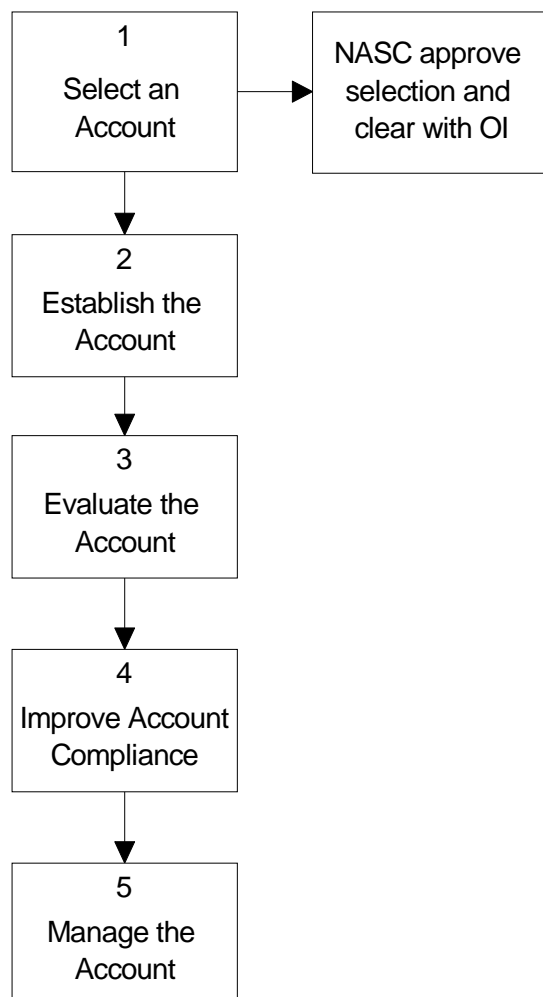 1
Select an
Account
NASC approve
selection and
clear with OI
2
Establish the
Account
3
Evaluate the
Account
4
Improve Account
Compliance
5
Manage the
Account